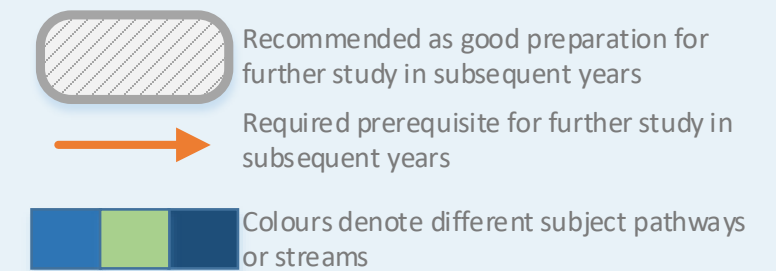 Recommended as good preparation for
further study in subsequent years
Required prerequisite for further study in
subsequent years
Colours denote different subject pathways
or streams